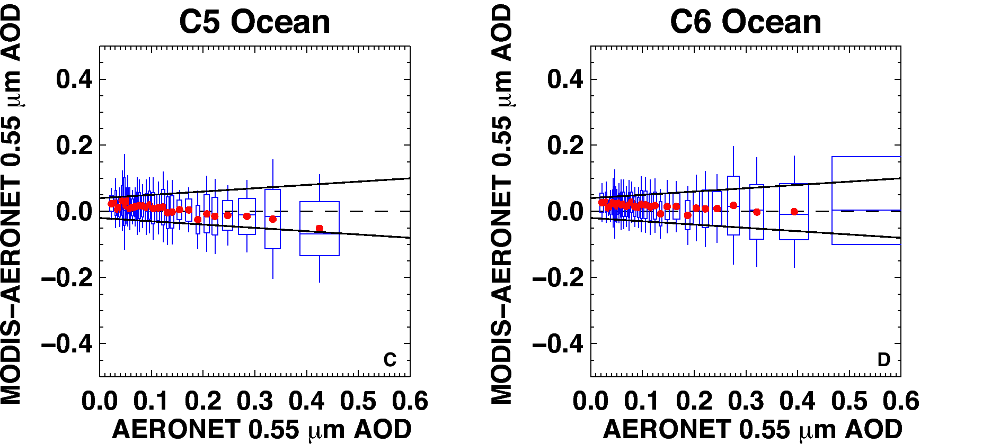 C5 Ocean
MODIS−AERONET 0.55 μm AOD
0.4
0.2
0.0
−0.2
−0.4
C
0.0 0.1 0.2 0.3 0.4 0.5 0.6
AERONET 0.55 μm AOD
C6 Ocean
MODIS−AERONET 0.55 μm AOD
0.4
0.2
0.0
−0.2
−0.4
D
0.0 0.1 0.2 0.3 0.4 0.5 0.6
AERONET 0.55 μm AOD